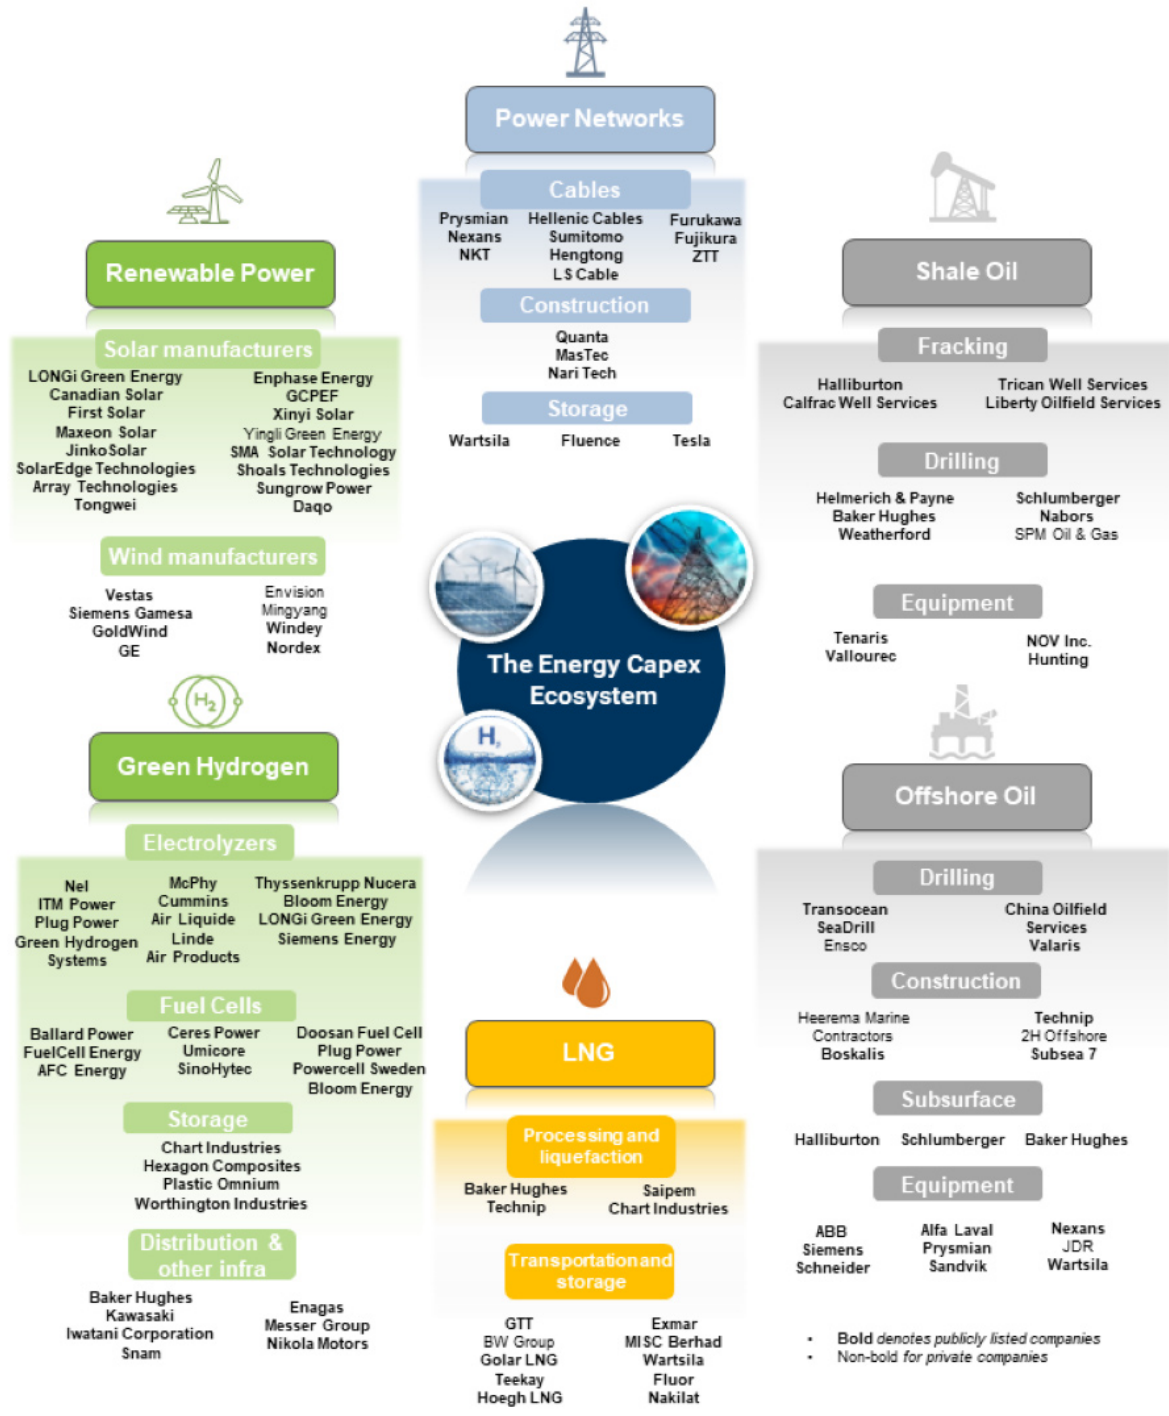 Power Networks
Cables
Prysmian
Nexans
NKT
Hellenic Cables
Sumitomo
Hengtong
LS Cable
Furukawa
Fujikura
ZTT
Construction
Quanta
MasTec
Nari Tech
Storage
Wartsila
Fluence
Tesla
Renewable Power
Solar manufacturers
LONGi Green Energy
Canadian Solar
First Solar
Maxeon Solar
JinkoSolar
SolarEdge Technologies
Array Technologies
Tongwei
Enphase Energy
GCPEF
Xinyi Solar
Yingli Green Energy
SMA Solar Technology
Shoals Technologies
Sungrow Power
Daqo
Wind manufacturers
Vestas
Siemens Gamesa
GoldWind
GE
Envision
Mingyang
Windey
Nordex
Shale Oil
Fracking
Halliburton
Calfrac Well Services
Trican Well Services
Liberty Oilfield Services
Drilling
Helmerich & Payne
Baker Hughes
Weatherford
Schlumberger
Nabors
SPM Oil & Gas
Equipment
Tenaris
Vallourec
NOV Inc.
Hunting
The Energy Capex
Ecosystem
H2
H2
Green Hydrogen
Electrolyzers
Nel
ITM Power
Plug Power
Green Hydrogen
Systems
McPhy
Cummins
Air Liquide
Linde
Air Products
Thyssenkrupp Nucera
Bloom Energy
LONGi Green Energy
Siemens Energy
Fuel Cells
Ballard Power
FuelCell Energy
AFC Energy
Ceres Power
Umicore
SinoHytec
Doosan Fuel Cell
Plug Power
Powercell Sweden
Bloom Energy
Storage
Chart Industries
Hexagon Composites
Plastic Omnium
Worthington Industries
Distribution &
other infra
Baker Hughes
Kawasaki
Iwatani Corporation
Snam
Enagas
Messer Group
Nikola Motors
LNG
Processing and
liquefaction
Baker Hughes
Technip
Saipem
Chart Industries
Transportation and
storage
GTT
BW Group
Golar LNG
Teekay
Hoegh LNG
Exmar
MISC Berhad
Wartsila
Fluor
Nakilat
Offshore Oil
Drilling
Transocean
SeaDrill
Ensco
China Oilfield
Services
Valaris
Construction
Heerema Marine
Contractors
Boskalis
Technip
2H Offshore
Subsea 7
Subsurface
Halliburton
Schlumberger
Baker Hughes
Equipment
ABB
Siemens
Schneider
Alfa Laval
Prysmian
Sandvik
Nexans
JDR
Wartsila
• Bold denotes publicly listed companies
• Non-bold for private companies